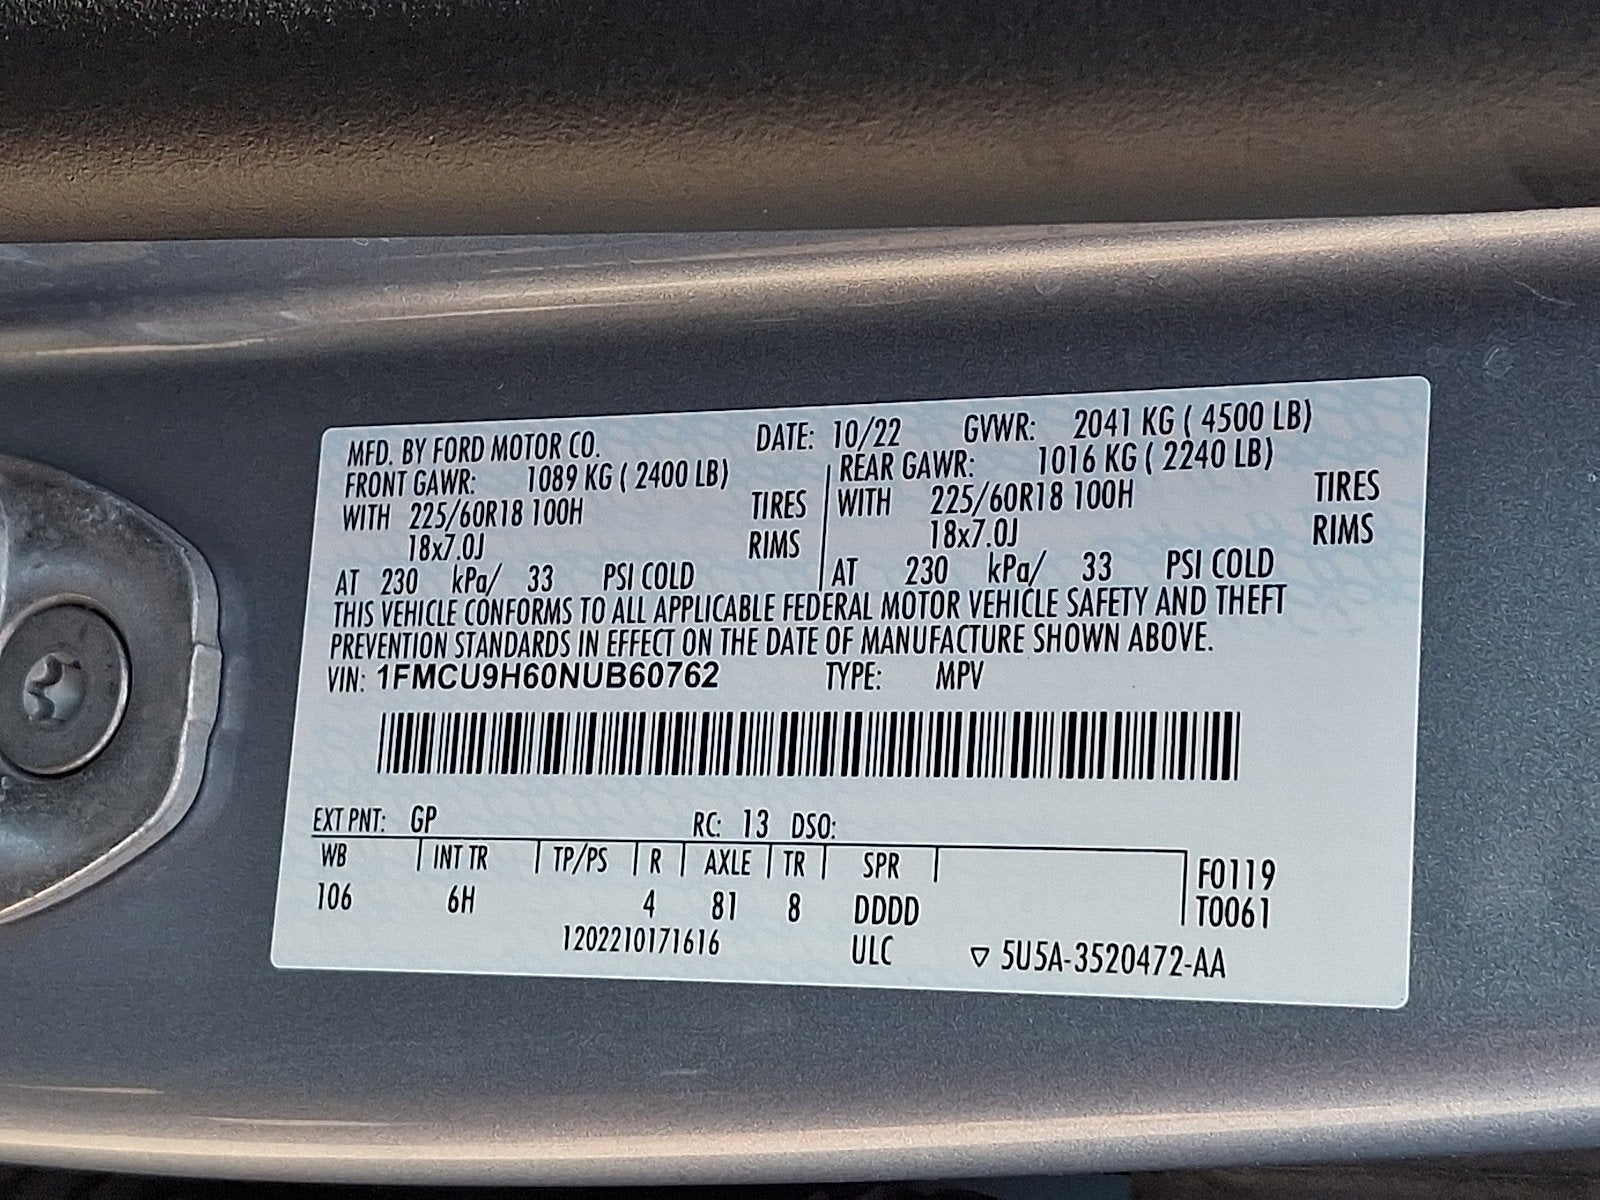 MFD. BY FORD MOTOR CO. DATE: 10/22 GVWR: 2041 KG ( 4500 LB)
FRONT GAWR: 1089 KG ( 2400 LB) REAR GAWR: 1016 KG ( 2240 LB)
WITH 225/60R18 100H TIRES WITH 225/60R18 100H TIRES
18x7.0J RIMS 18x7.0J RIMS
AT 230 kPa/ 33 PSI COLD AT 230 kPa/ 33 PSI COLD
THIS VEHICLE CONFORMS TO ALL APPLICABLE FEDERAL MOTOR VEHICLE SAFETY AND THEFT
PREVENTION STANDARDS IN EFFECT ON THE DATE OF MANUFACTURE SHOWN ABOVE.
VIN: 1FMCU9H60NUB60762 TYPE: MPV
EXT PNT: GP RC: 13 DSO:
WB INT TR TP/PS R AXLE TR SPR F0119
106 6H 4 81 8 DDDD T0061
1202210171616 ULC ▽ 5U5A-3520472-AA